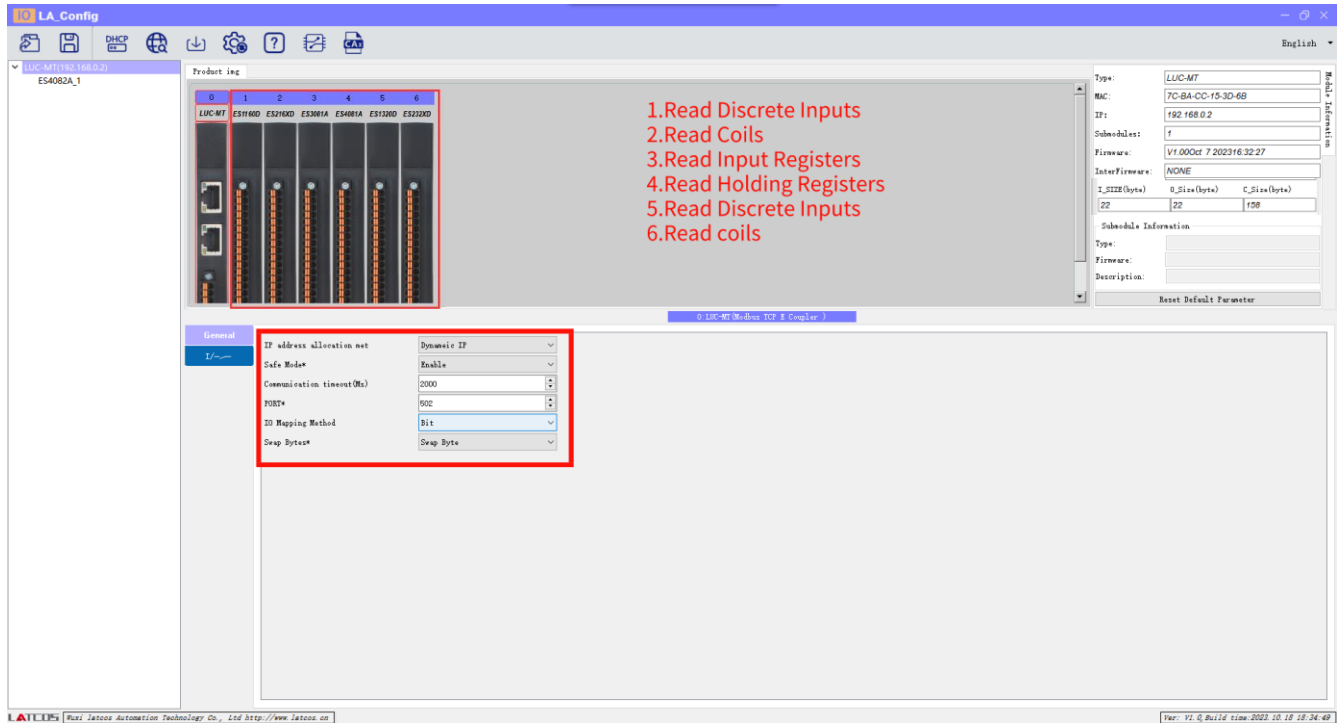 IO LA_Config
DHCP
CAD
English
LUC-MT(192.168.0.2)
ES4082A_1
Product img
0 1 2 3 4 5 6
LUC-MT ES1160D ES216XD ES3081A ES4081A ES1320D ES232XD
1.Read Discrete Inputs
2.Read Coils
3.Read Input Registers
4.Read Holding Registers
5.Read Discrete Inputs
6.Read coils
Module Information
Type: LUC-MT
MAC: 7C-BA-CC-15-3D-6B
IP: 192.168.0.2
Submodules: 1
Firmware: V1.00Oct 7 202316:32:27
InterFirmware: NONE
I_SIZE(byte) O_Size(byte) C_Size(byte)
22 22 158
Submodule Information
Type:
Firmware:
Description:
Reset Default Parameter
0 LUC-MT(Modbus TCP E Coupler )
General
IP address allocation met Dynameic IP
Safe Mode* Enable
Communication timeout(Ms) 2000
PORT* 502
IO Mapping Method Bit
Swap Bytes* Swap Byte
LATCOS Wuxi latcos Automation Technology Co., Ltd http://www.latcos.cn
Ver: V1.0,Build time:2023.10.18 18:34:49